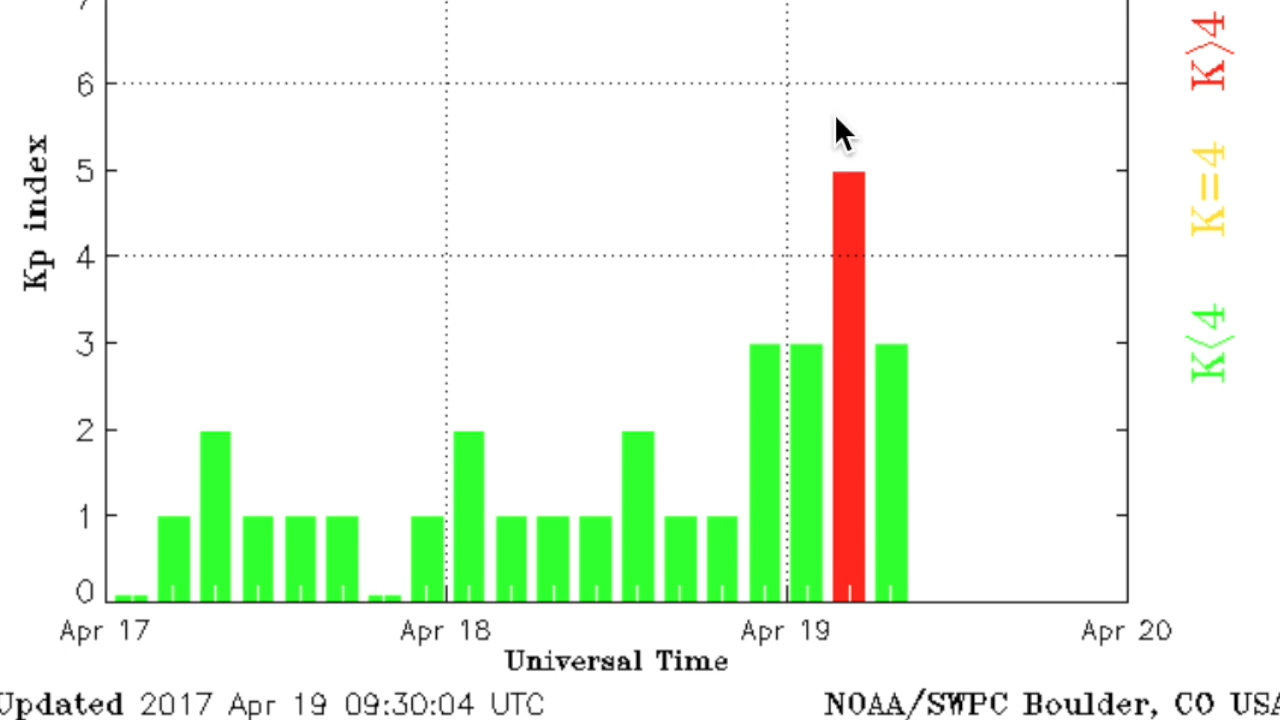 7
6
5
4
3
2
1
0
Kp index
Apr 17 Apr 18 Apr 19 Apr 20
Universal Time
Updated 2017 Apr 19 09:30:04 UTC
NOAA/SWPC Boulder, CO USA
K>4
K=4
K<4